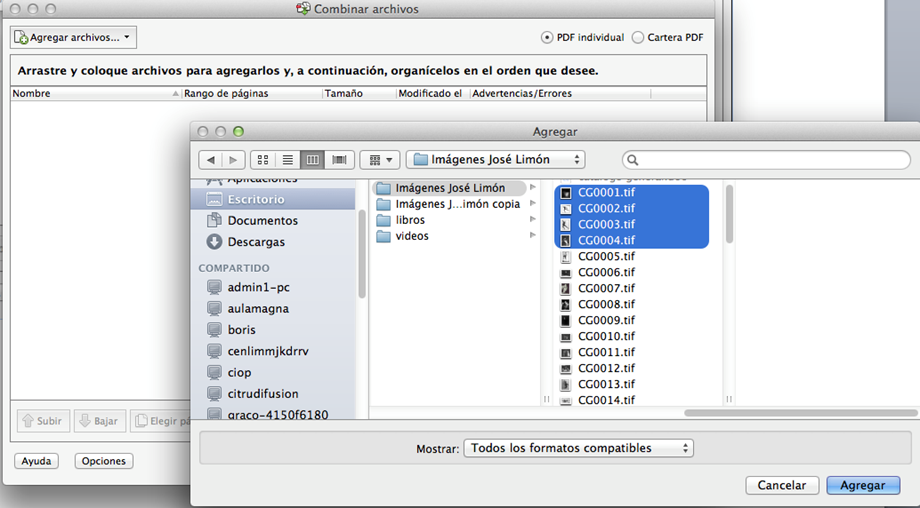 Combinar archivos
Agregar archivos...
PDF individual
Cartera PDF
Arrastre y coloque archivos para agregarlos y, a continuación, organícelos en el orden que desee.
Nombre Rango de páginas Tamaño Modificado el Advertencias/Errores
Agregar
Imágenes José Limón
Aplicaciones
Escritorio
Documentos
Descargas
COMPARTIDO
admin1-pc
aulamagna
boris
cenlimmjkdrrv
ciop
citrudifusion
graco-4150f6180
Imágenes José Limón
Imágenes J...imón copia
libros
videos
CG0001.tif
CG0002.tif
CG0003.tif
CG0004.tif
CG0005.tif
CG0006.tif
CG0007.tif
CG0008.tif
CG0009.tif
CG0010.tif
CG0011.tif
CG0012.tif
CG0013.tif
CG0014.tif
Subir
Bajar
Elegir pá
Mostrar: Todos los formatos compatibles
Ayuda
Opciones
Cancelar
Agregar